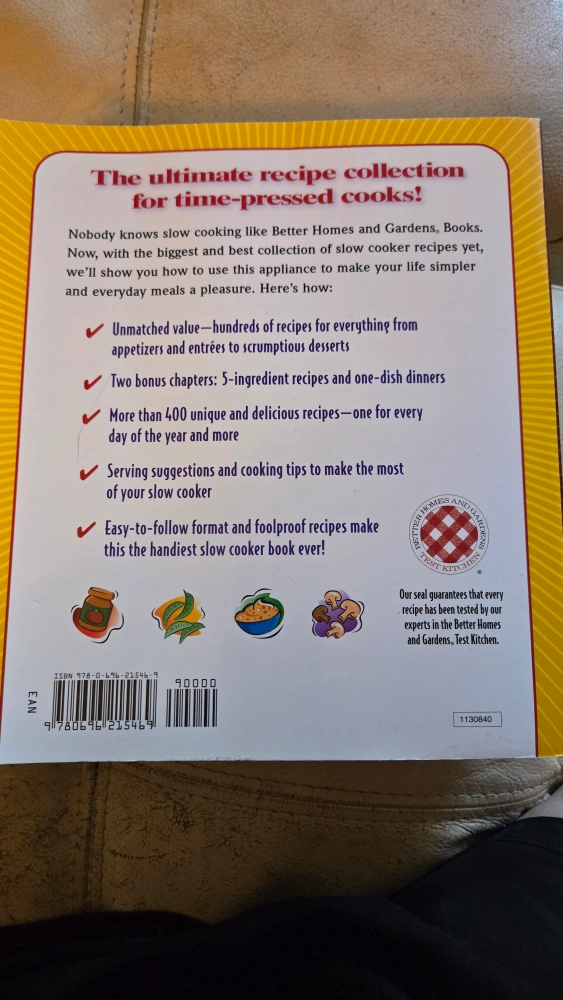 The ultimate recipe collection
for time-pressed cooks!
Nobody knows slow cooking like Better Homes and Gardens® Books.
Now, with the biggest and best collection of slow cooker recipes yet,
we'll show you how to use this appliance to make your life simpler
and everyday meals a pleasure. Here's how:
✔ Unmatched value—hundreds of recipes for everything from
appetizers and entrées to scrumptious desserts
✔ Two bonus chapters: 5-ingredient recipes and one-dish dinners
✔ More than 400 unique and delicious recipes—one for every
day of the year and more
✔ Serving suggestions and cooking tips to make the most
of your slow cooker
✔ Easy-to-follow format and foolproof recipes make
this the handiest slow cooker book ever!
BETTER HOMES AND GARDENS
TEST KITCHEN
®
Our seal guarantees that every
recipe has been tested by our
experts in the Better Homes
and Gardens® Test Kitchen.
ISBN 978-0-696-21546-9
90000
EAN
9 780696 215469
1130840